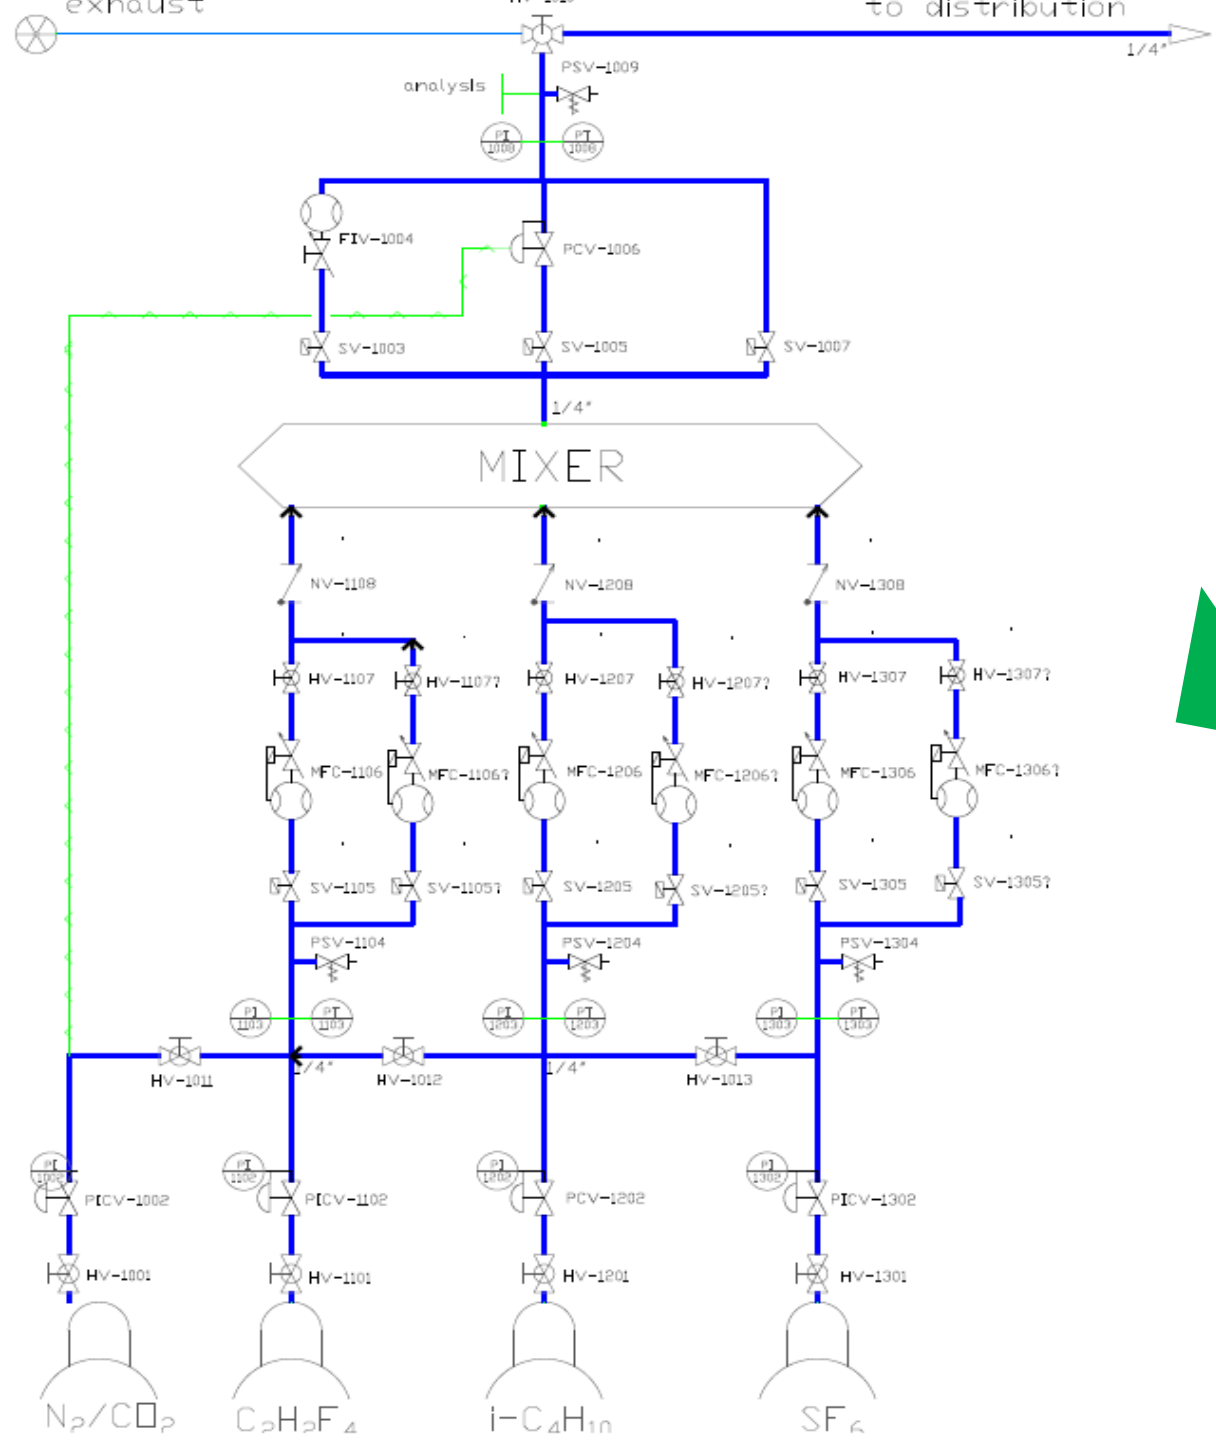 exhaust
to distribution
1/4"
PSV-1009
analysis
PI
1008
PT
1008
FIV-1004
PCV-1006
SV-1003
SV-1005
SV-1007
1/4"
MIXER
NV-1108
NV-1208
NV-1308
HV-1107
HV-1107?
HV-1207
HV-1207?
HV-1307
HV-1307?
MFC-1106
MFC-1106?
MFC-1206
MFC-1206?
MFC-1306
MFC-1306?
SV-1105
SV-1105?
SV-1205
SV-1205?
SV-1305
SV-1305?
PSV-1104
PSV-1204
PSV-1304
PI
1103
PT
1103
PI
1203
PT
1203
PI
1303
PT
1303
1/4"
1/4"
HV-1011
HV-1012
HV-1013
PI
1002
PI
1102
PI
1202
PI
1302
PICV-1002
PICV-1102
PCV-1202
PICV-1302
HV-1001
HV-1101
HV-1201
HV-1301
N₂/CO₂
C₂H₂F₄
i-C₄H₁₀
SF₆